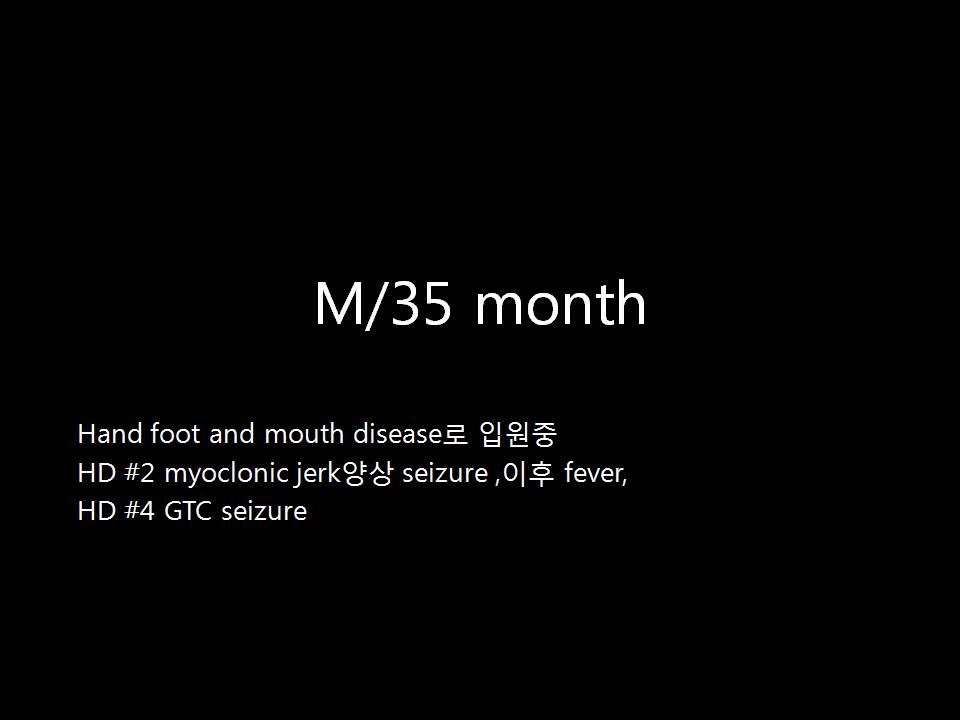 M/35 month
Hand foot and mouth disease로 입원중
HD #2 myoclonic jerk양상 seizure ,이후 fever,
HD #4 GTC seizure